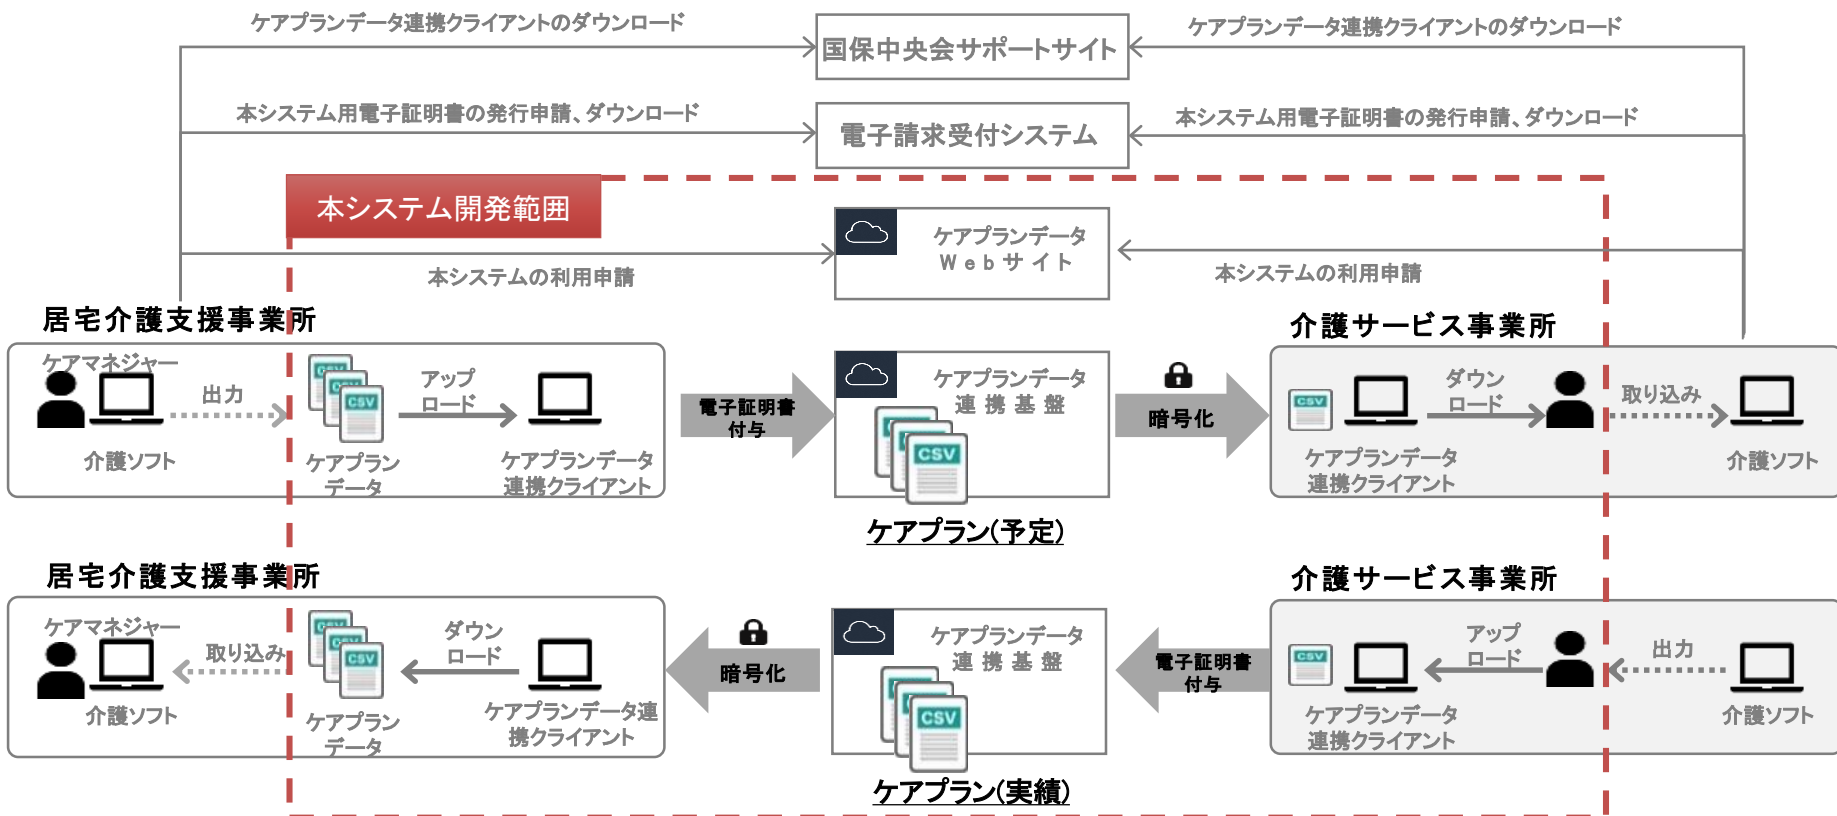 ケアプランデータ連携クライアントのダウンロード
ケアプランデータ連携クライアントのダウンロード
国保中央会サポートサイト
本システム用電子証明書の発行申請、ダウンロード
本システム用電子証明書の発行申請、ダウンロード
電子請求受付システム
本システム開発範囲
ケアプランデータ
Webサイト
本システムの利用申請
本システムの利用申請
居宅介護支援事業所
介護サービス事業所
ケアマネジャー
出力
介護ソフト
CSV
CSV
CSV
ケアプラン
データ
アップ
ロード
ケアプランデータ
連携クライアント
電子証明書
付与
ケアプランデータ
連携基盤
CSV
ケアプラン(予定)
暗号化
CSV
ケアプランデータ
連携クライアント
ダウン
ロード
取り込み
介護ソフト
居宅介護支援事業所
介護サービス事業所
ケアマネジャー
取り込み
介護ソフト
CSV
CSV
CSV
ケアプラン
データ
ダウン
ロード
ケアプランデータ連
携クライアント
暗号化
ケアプランデータ
連携基盤
CSV
ケアプラン(実績)
電子証明書
付与
CSV
ケアプランデータ
連携クライアント
アップ
ロード
出力
介護ソフト